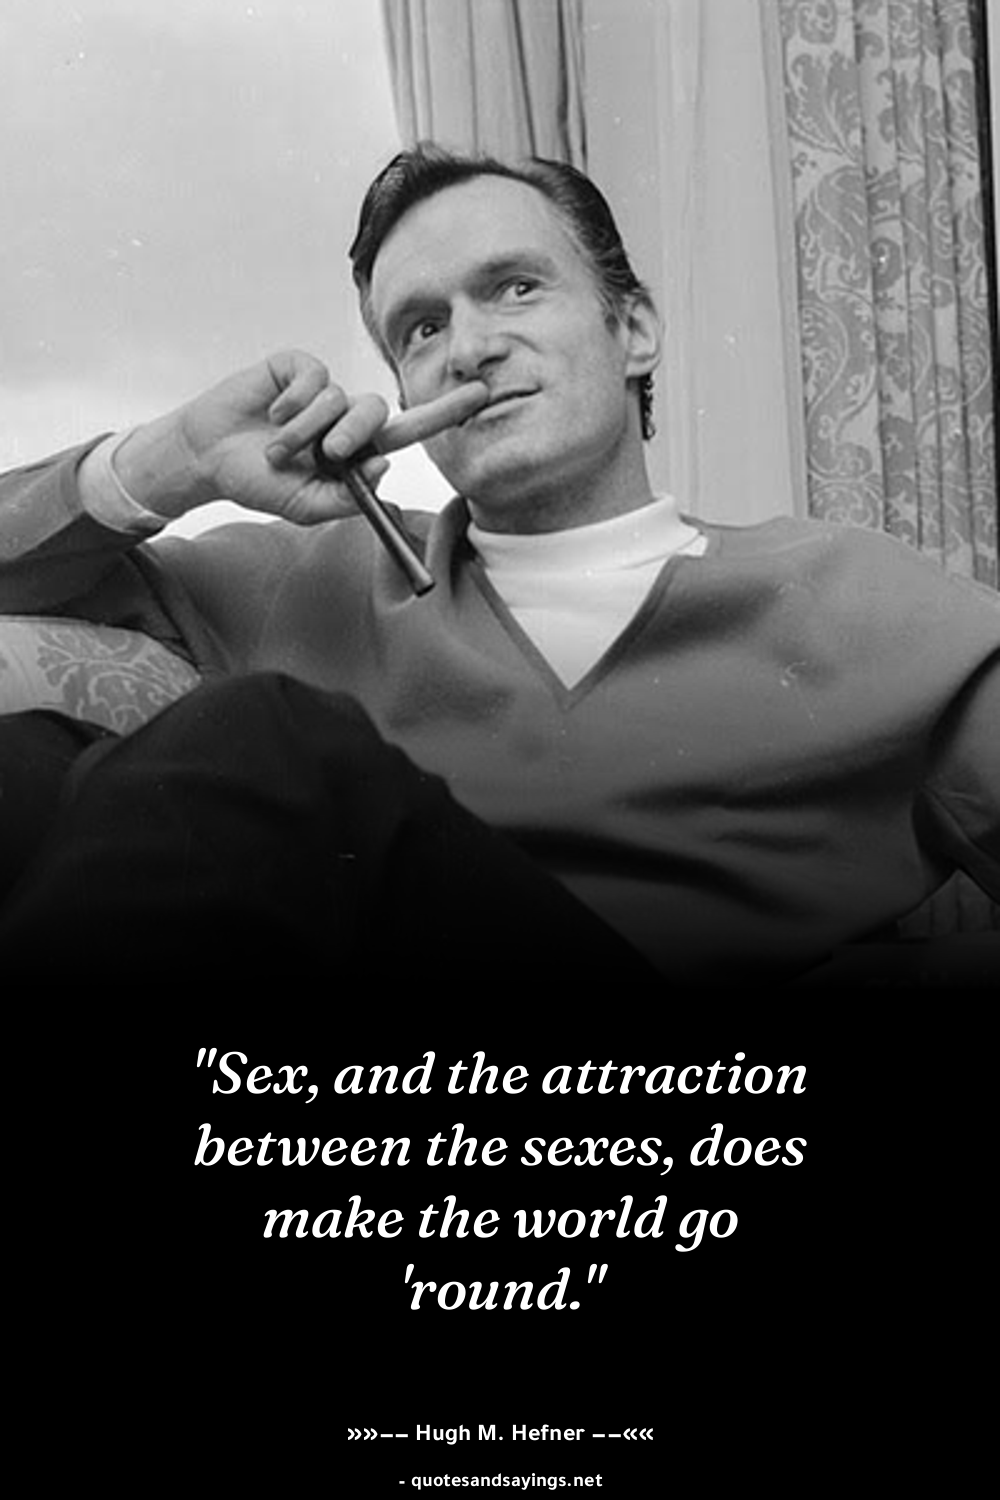 "Sex, and the attraction
between the sexes, does
make the world go
'round."
»»–– Hugh M. Hefner ––««
- quotesandsayings.net